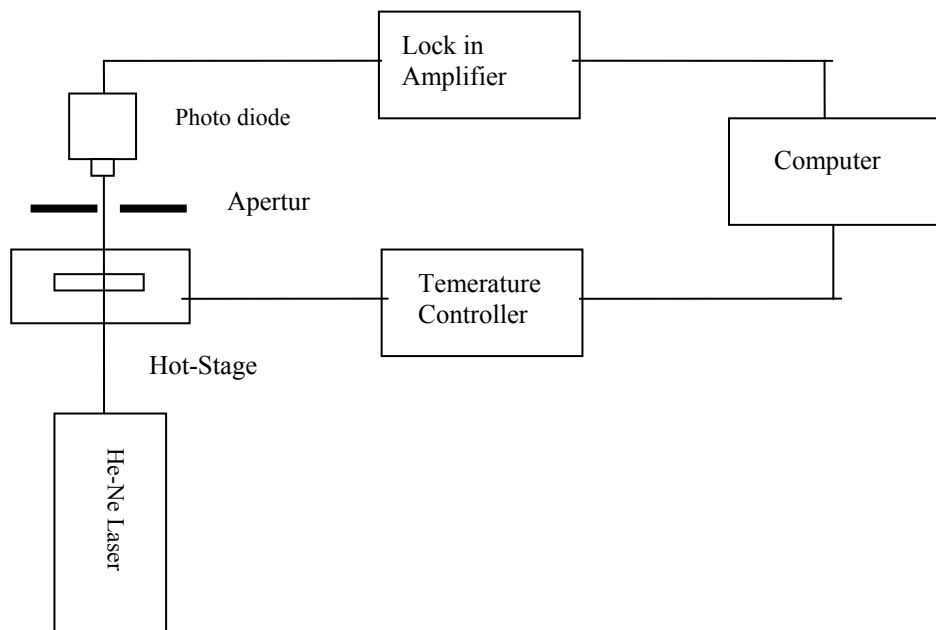 Lock in
Amplifier
Photo diode
Computer
Apertur
Temerature
Controller
Hot-Stage
He-Ne Laser